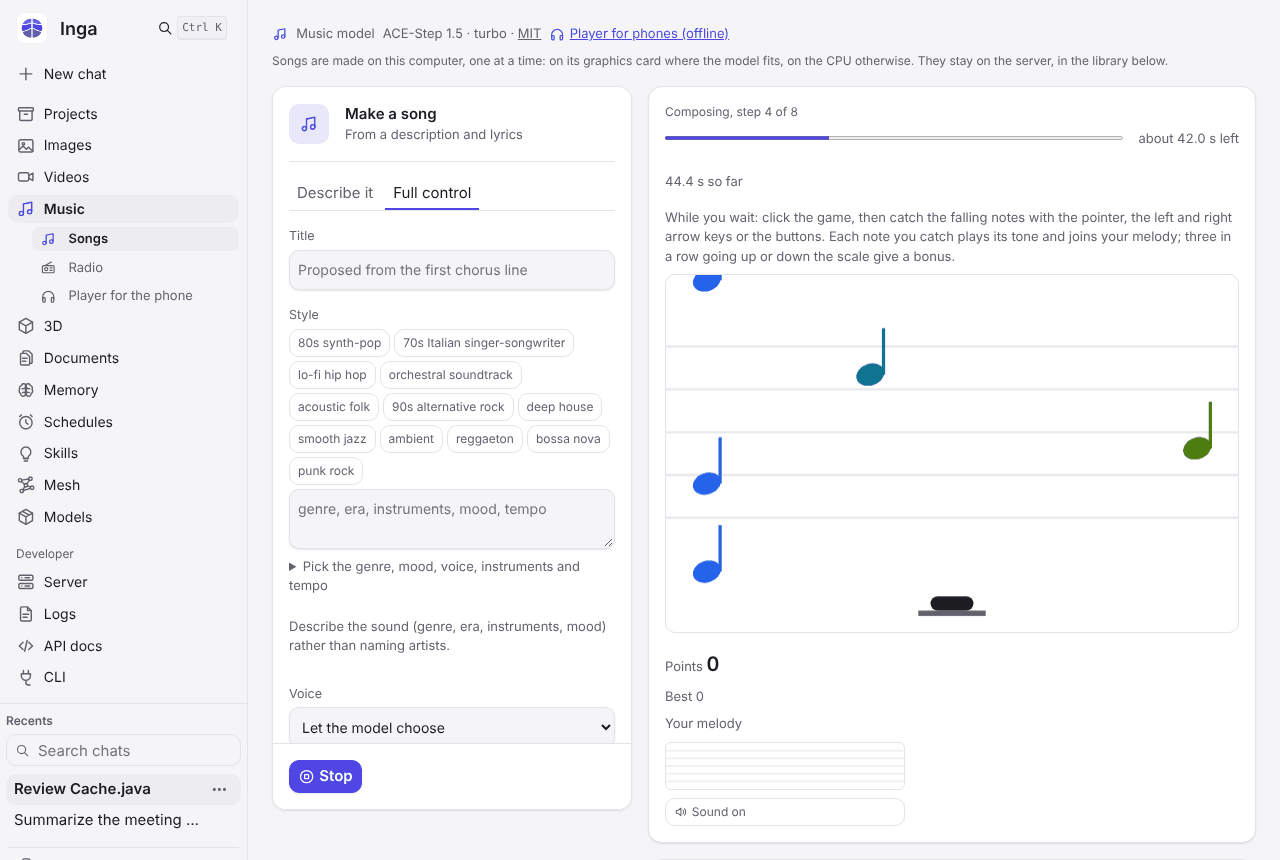 Inga
Ctrl K
New chat
Projects
Images
Videos
Music
Songs
Radio
Player for the phone
3D
Documents
Memory
Schedules
Skills
Mesh
Models
Developer
Server
Logs
API docs
CLI
Recents
Search chats
Review Cache.java
Summarize the meeting ...
Music model ACE-Step 1.5 · turbo · MIT Player for phones (offline)
Songs are made on this computer, one at a time: on its graphics card where the model fits, on the CPU otherwise. They stay on the server, in the library below.
Make a song
From a description and lyrics
Describe it Full control
Title
Proposed from the first chorus line
Style
80s synth-pop 70s Italian singer-songwriter
lo-fi hip hop orchestral soundtrack
acoustic folk 90s alternative rock deep house
smooth jazz ambient reggaeton bossa nova
punk rock
genre, era, instruments, mood, tempo
Pick the genre, mood, voice, instruments and
tempo
Describe the sound (genre, era, instruments, mood)
rather than naming artists.
Voice
Let the model choose
Stop
Composing, step 4 of 8
about 42.0 s left
44.4 s so far
While you wait: click the game, then catch the falling notes with the pointer, the left and right
arrow keys or the buttons. Each note you catch plays its tone and joins your melody; three in
a row going up or down the scale give a bonus.
Points 0
Best 0
Your melody
Sound on